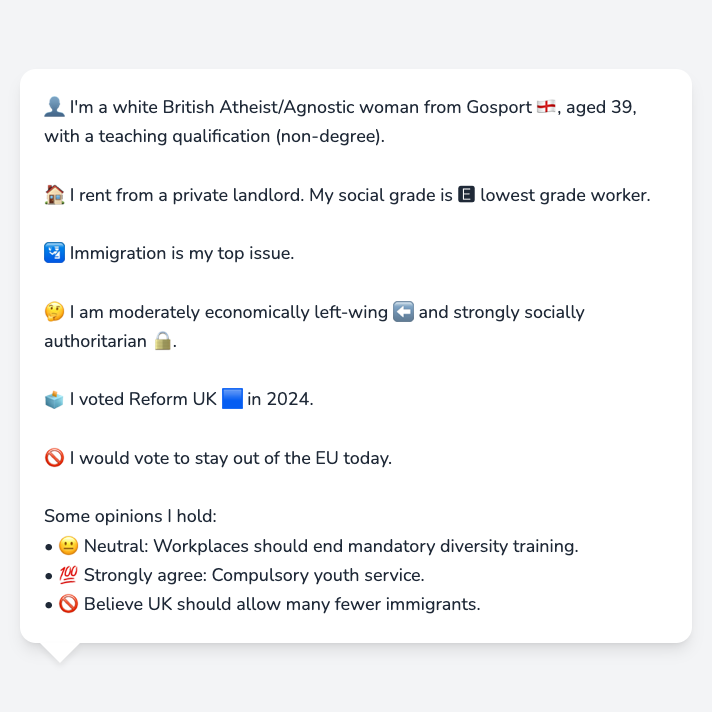 👤 I'm a white British Atheist/Agnostic woman from Gosport 🏴󠁧󠁢󠁥󠁮󠁧󠁿, aged 39,
with a teaching qualification (non-degree).
🏠 I rent from a private landlord. My social grade is 🅴 lowest grade worker.
🛂 Immigration is my top issue.
🤔 I am moderately economically left-wing ⬅️ and strongly socially
authoritarian 🔒.
🗳️ I voted Reform UK 🟦 in 2024.
🚫 I would vote to stay out of the EU today.
Some opinions I hold:
• 😐 Neutral: Workplaces should end mandatory diversity training.
• 💯 Strongly agree: Compulsory youth service.
• 🚫 Believe UK should allow many fewer immigrants.